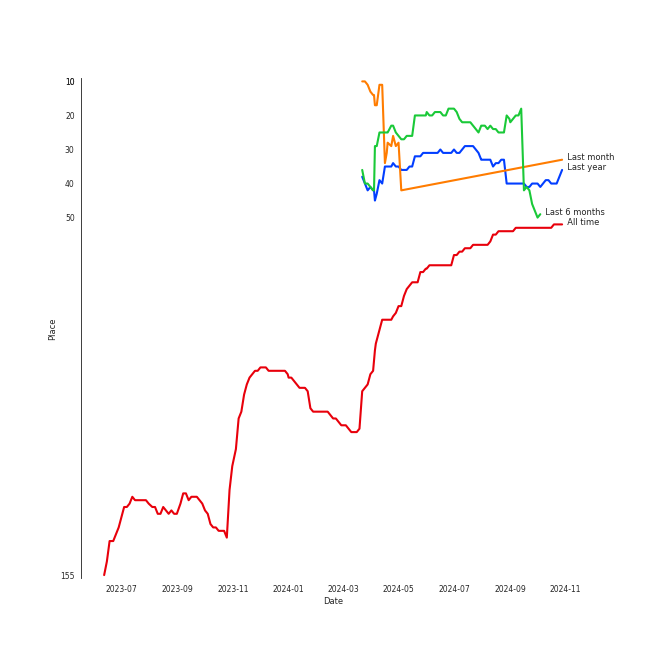 10
20
30
40
50
155
Place
2023-07
2023-09
2023-11
2024-01
2024-03
2024-05
2024-07
2024-09
2024-11
Date
Last month
Last year
Last 6 months
All time